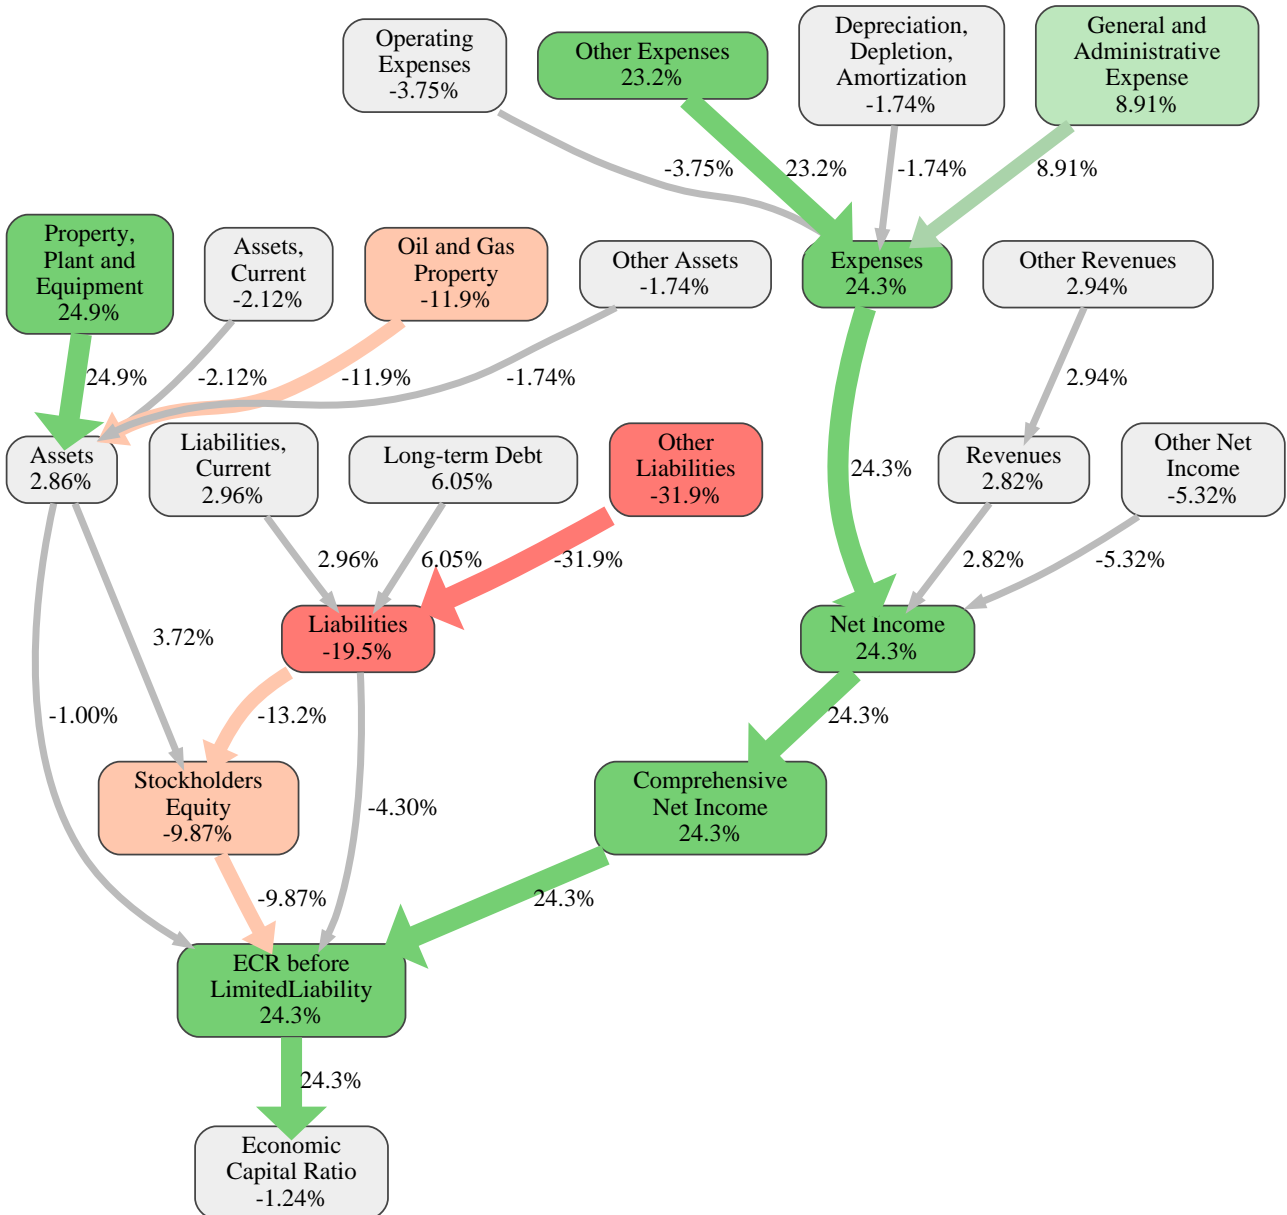 Operating
Expenses
-3.75%
Other Expenses
23.2%
Depreciation,
Depletion,
Amortization
-1.74%
General and
Administrative
Expense
8.91%
-3.75%
23.2%
-1.74%
8.91%
Property,
Plant and
Equipment
24.9%
Assets,
Current
-2.12%
Oil and Gas
Property
-11.9%
Other Assets
-1.74%
Expenses
24.3%
Other Revenues
2.94%
24.9%
-2.12%
-11.9%
-1.74%
24.3%
2.94%
Assets
2.86%
Liabilities,
Current
2.96%
Long-term Debt
6.05%
Other
Liabilities
-31.9%
Revenues
2.82%
Other Net
Income
-5.32%
2.96%
6.05%
-31.9%
2.82%
-5.32%
Liabilities
-19.5%
Net Income
24.3%
3.72%
-1.00%
-13.2%
24.3%
Stockholders
Equity
-9.87%
-4.30%
Comprehensive
Net Income
24.3%
-9.87%
24.3%
ECR before
LimitedLiability
24.3%
24.3%
Economic
Capital Ratio
-1.24%